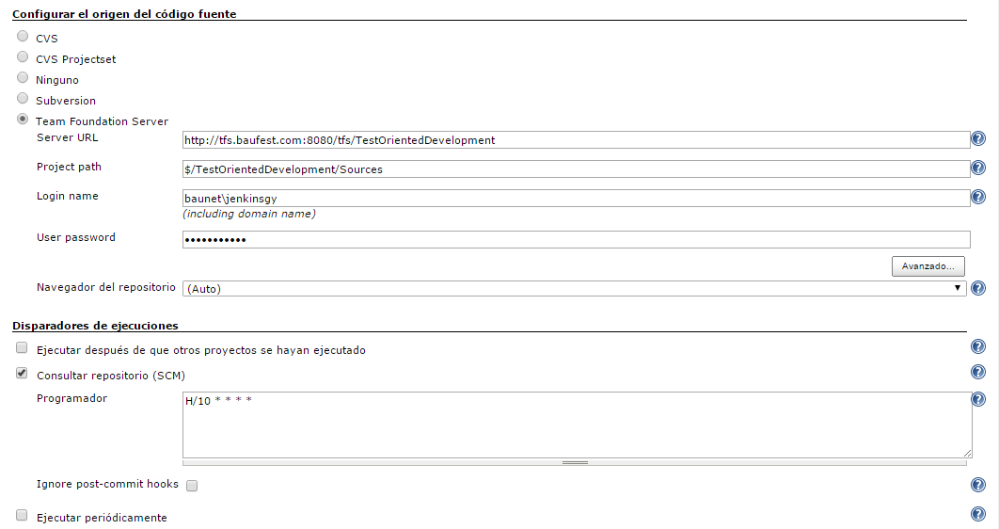 Configurar el origen del código fuente
CVS
CVS Projectset
Ninguno
Subversion
Team Foundation Server
Server URL http://tfs.baufest.com:8080/tfs/TestOrientedDevelopment
Project path $/TestOrientedDevelopment/Sources
Login name baunet\jenkinsgy
(including domain name)
User password •••••••••••
Avanzado...
Navegador del repositorio (Auto)
Disparadores de ejecuciones
Ejecutar después de que otros proyectos se hayan ejecutado
Consultar repositorio (SCM)
Programador H/10 * * * *
Ignore post-commit hooks
Ejecutar periódicamente